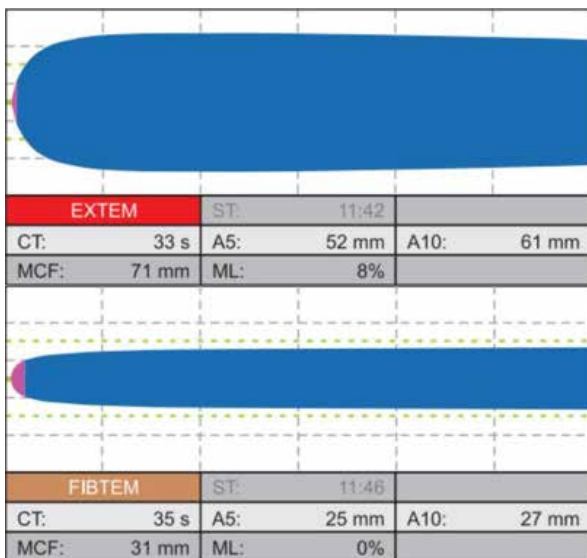 EXTEM ST: 11:42
CT: 33 s A5: 52 mm A10: 61 mm
MCF: 71 mm ML: 8%
FIBTEM ST: 11:46
CT: 35 s A5: 25 mm A10: 27 mm
MCF: 31 mm ML: 0%